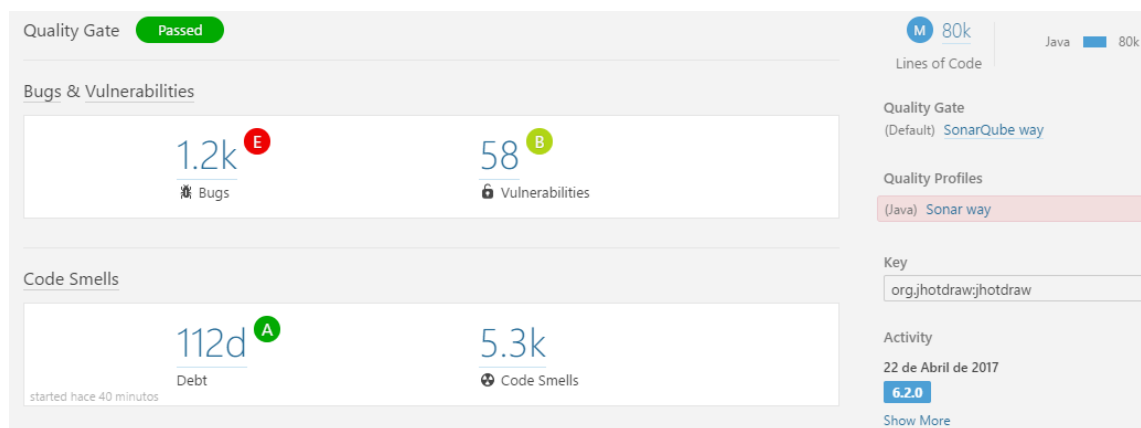 Quality Gate Passed
Bugs & Vulnerabilities
1.2k E
Bugs
58 B
Vulnerabilities
Code Smells
112d A
Debt
5.3k
Code Smells
started hace 40 minutos
M 80k
Lines of Code
Java 80k
Quality Gate
(Default) SonarQube way
Quality Profiles
(Java) Sonar way
Key
org.jhotdraw:jhotdraw
Activity
22 de Abril de 2017
6.2.0
Show More